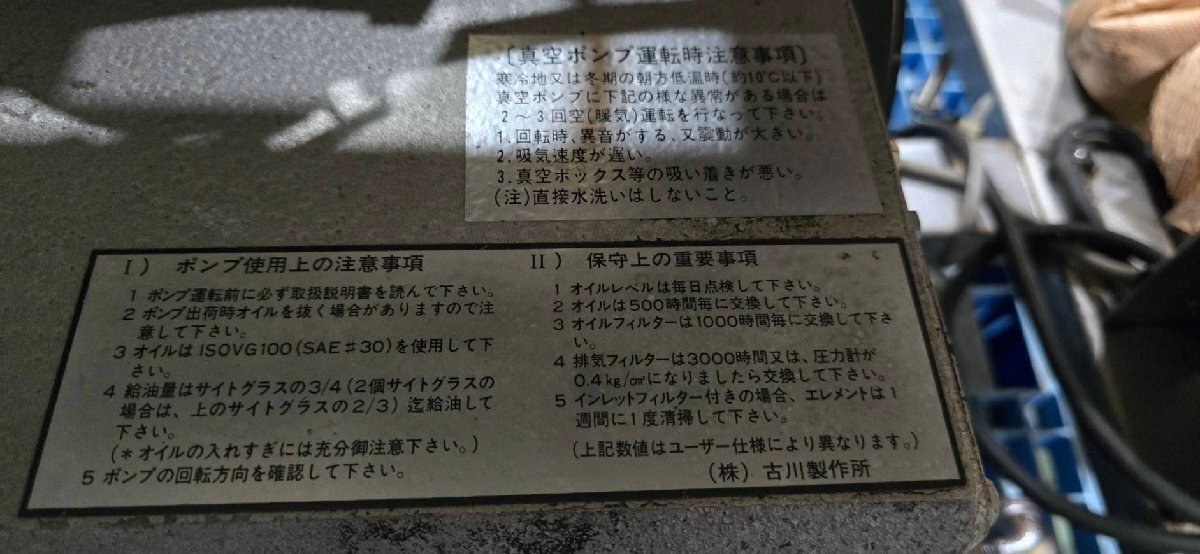 [真空ポンプ運転時注意事項]
寒冷地又は冬期の朝方低温時(約10℃以下)
真空ポンプに下記の様な異常がある場合は
2～3回空(暖気)運転を行なって下さい。
1.回転時、異音がする、又震動が大きい。
2.吸気速度が遅い。
3.真空ボックス等の吸い着きが悪い。
(注)直接水洗いはしないこと。
I) ポンプ使用上の注意事項
1 ポンプ運転前に必ず取扱説明書を読んで下さい。
2 ポンプ出荷時オイルを抜く場合がありますので注
意して下さい。
3 オイルはISOVG100(SAE#30)を使用して下
さい。
4 給油量はサイトグラスの3/4(2個サイトグラスの
場合は、上のサイトグラスの2/3)迄給油して
下さい。
(*オイルの入れすぎには充分御注意下さい。)
5 ポンプの回転方向を確認して下さい。
II) 保守上の重要事項
1 オイルレベルは毎日点検して下さい。
2 オイルは500時間毎に交換して下さい。
3 オイルフィルターは1000時間毎に交換して下さ
い。
4 排気フィルターは3000時間又は、圧力計が
0.4kg/cm²になりましたら交換して下さい。
5 インレットフィルター付きの場合、エレメントは1
週間に1度清掃して下さい。
(上記数値はユーザー仕様により異なります。)
(株) 古川製作所